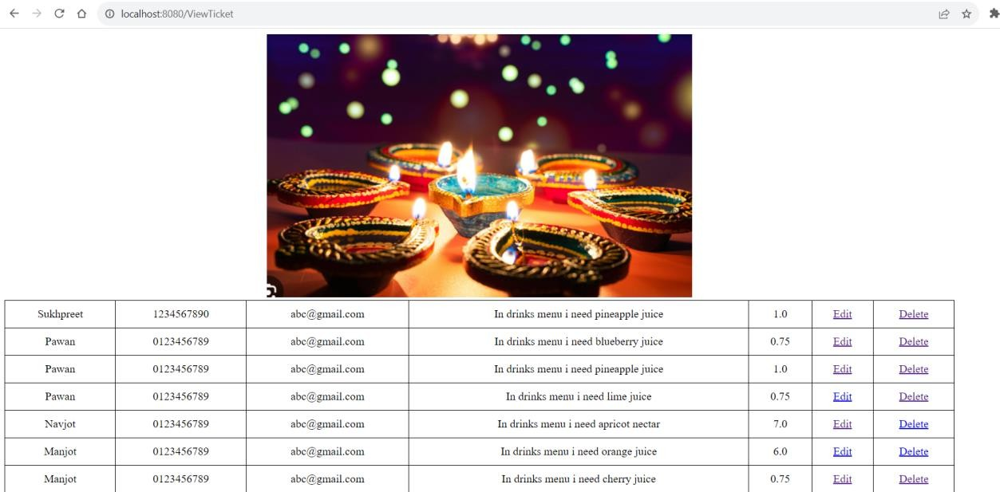 localhost:8080/ViewTicket
Sukhpreet 1234567890 abc@gmail.com In drinks menu i need pineapple juice 1.0 Edit Delete
Pawan 0123456789 abc@gmail.com In drinks menu i need blueberry juice 0.75 Edit Delete
Pawan 0123456789 abc@gmail.com In drinks menu i need pineapple juice 1.0 Edit Delete
Pawan 0123456789 abc@gmail.com In drinks menu i need lime juice 0.75 Edit Delete
Navjot 0123456789 abc@gmail.com In drinks menu i need apricot nectar 7.0 Edit Delete
Manjot 0123456789 abc@gmail.com In drinks menu i need orange juice 6.0 Edit Delete
Manjot 0123456789 abc@gmail.com In drinks menu i need cherry juice 0.75 Edit Delete